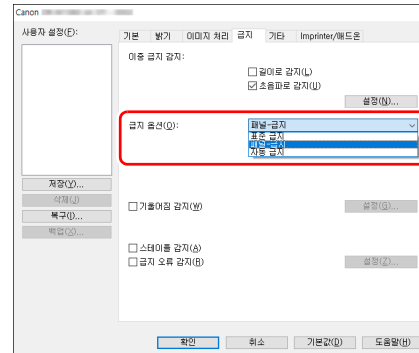 Canon
사용자 설정(F):
기본 밝기 이미지 처리 급지 기타 Imprinter/애드온
이중 급지 감지:
길이로 감지(L)
초음파로 감지(U)
설정(N)...
급지 옵션(O): 패널-급지
표준 급지
패널-급지
자동 급지
저장(Y)...
삭제(J)
복구(I)...
백업(X)...
기울어짐 감지(W) 설정(G)...
스테이플 감지(A)
급지 오류 감지(R) 설정(Z)...
확인 취소 기본값(D) 도움말(H)